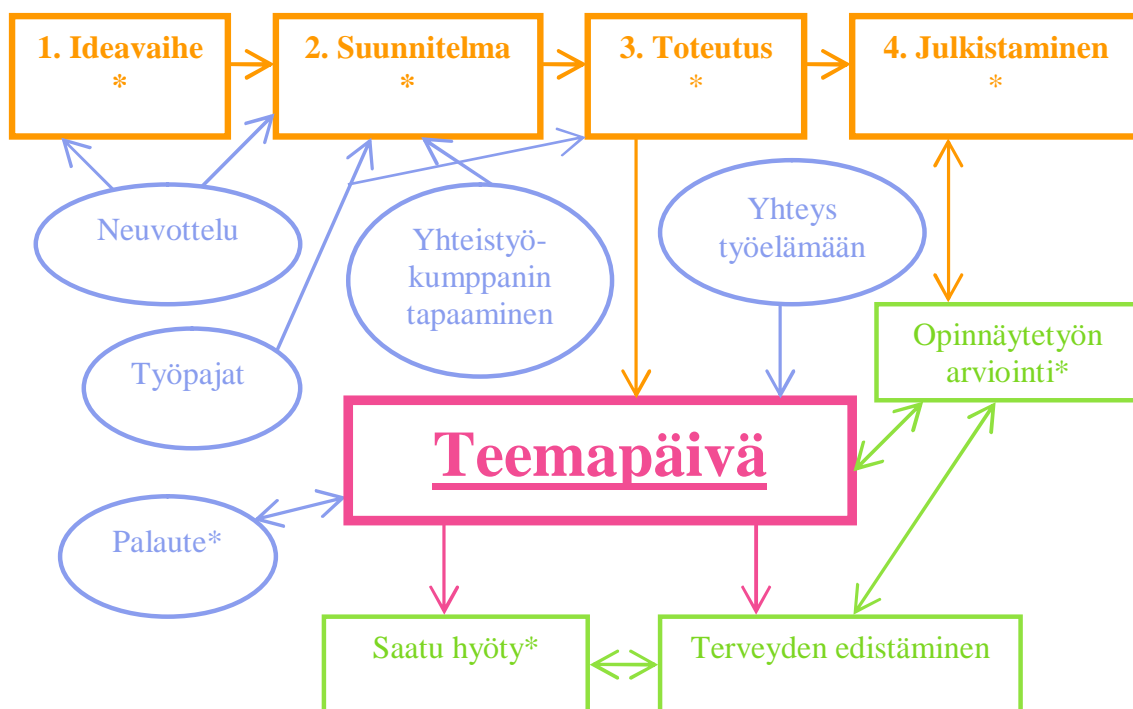 1. Ideavaihe
*
2. Suunnitelma
*
3. Toteutus
*
4. Julkistaminen
*
Neuvottelu
Yhteistyö-
kumppanin
tapaaminen
Yhteys
työelämään
Työpajat
Opinnäytetyön
arviointi*
Teemapäivä
Palaute*
Saatu hyöty*
Terveyden edistäminen